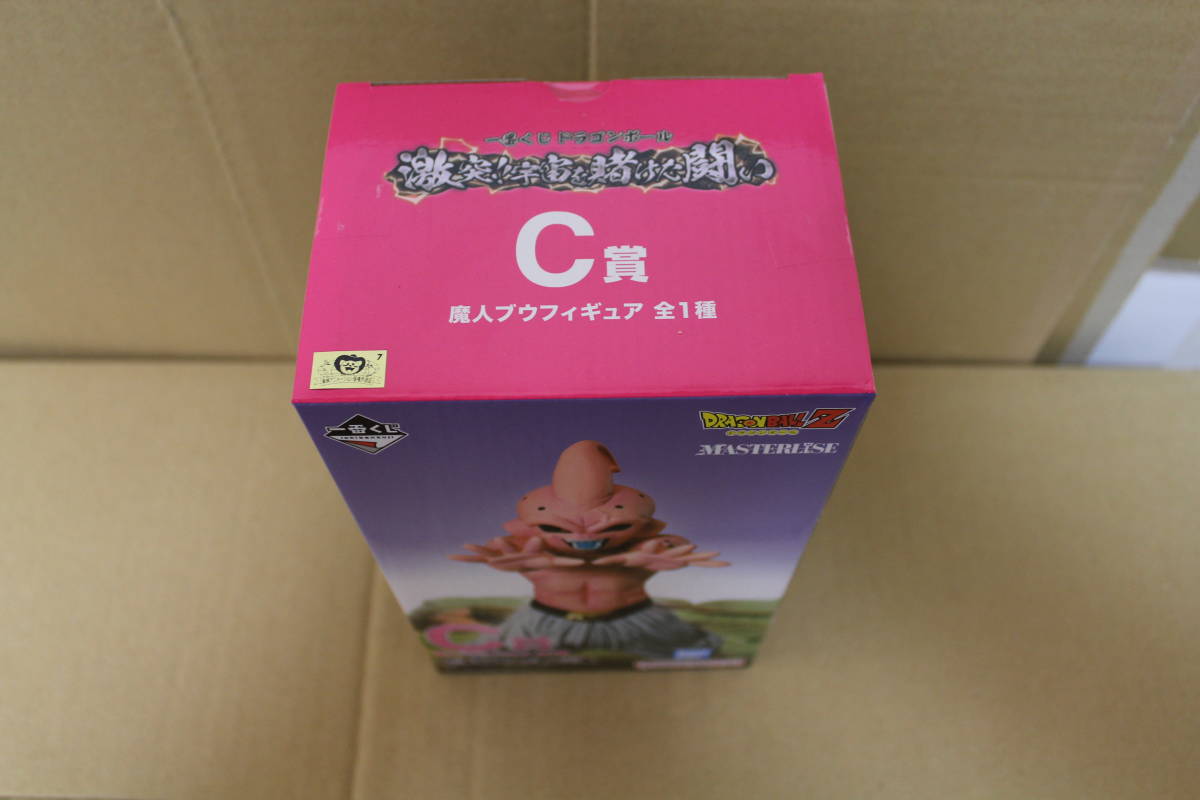 一番くじ ドラゴンボール
激突!!宇宙を賭けた闘い
C賞
魔人ブウフィギュア 全1種
7
一番くじ
DRAGON BALL Z
MASTERLISE